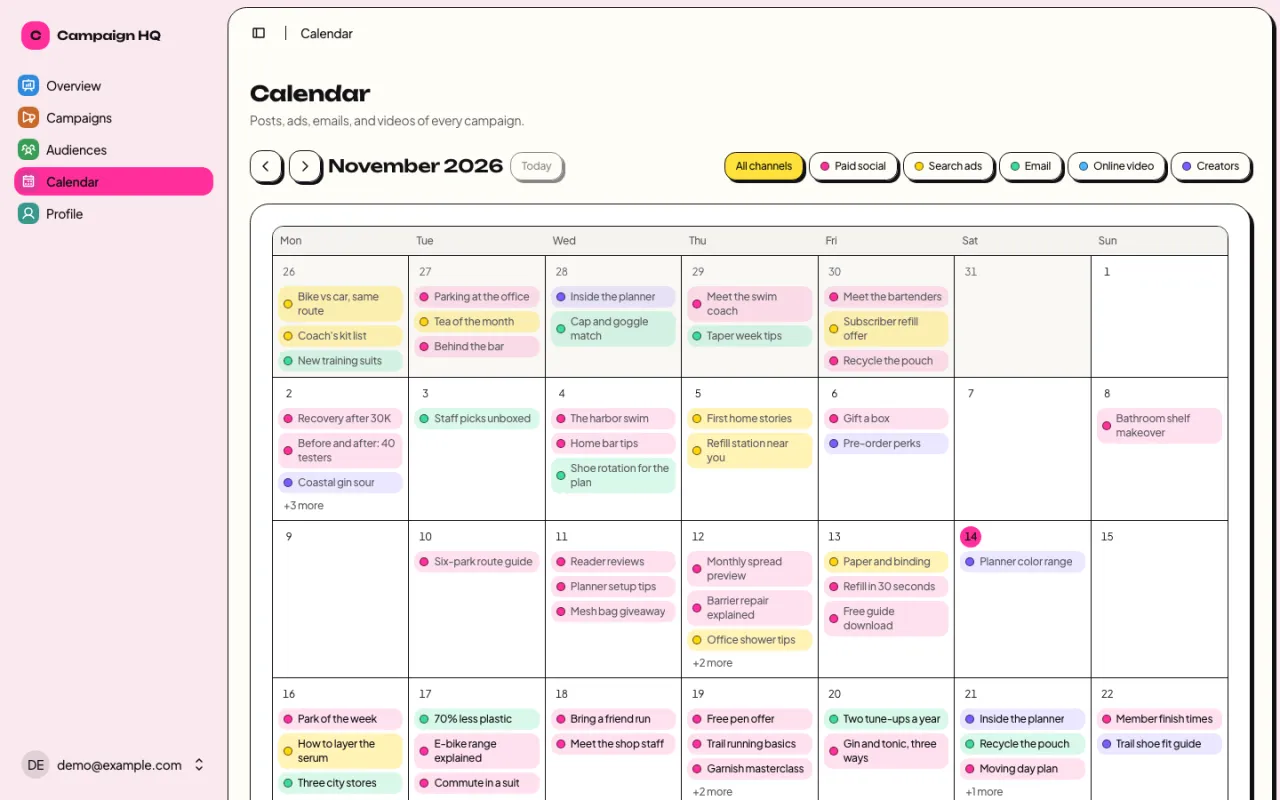 C Campaign HQ
Overview
Campaigns
Audiences
Calendar
Profile
DE demo@example.com
Calendar
Calendar
Posts, ads, emails, and videos of every campaign.
November 2026 Today
All channels Paid social Search ads Email Online video Creators
Mon Tue Wed Thu Fri Sat Sun
26
Bike vs car, same
route
Coach's kit list
New training suits
27
Parking at the office
Tea of the month
Behind the bar
28
Inside the planner
Cap and goggle
match
29
Meet the swim
coach
Taper week tips
30
Meet the bartenders
Subscriber refill
offer
Recycle the pouch
31
1
2
Recovery after 30K
Before and after: 40
testers
Coastal gin sour
+3 more
3
Staff picks unboxed
4
The harbor swim
Home bar tips
Shoe rotation for the
plan
5
First home stories
Refill station near
you
6
Gift a box
Pre-order perks
7
8
Bathroom shelf
makeover
9
10
Six-park route guide
11
Reader reviews
Planner setup tips
Mesh bag giveaway
12
Monthly spread
preview
Barrier repair
explained
Office shower tips
+2 more
13
Paper and binding
Refill in 30 seconds
Free guide
download
14
Planner color range
15
16
Park of the week
How to layer the
serum
Three city stores
17
70% less plastic
E-bike range
explained
Commute in a suit
18
Bring a friend run
Meet the shop staff
19
Free pen offer
Trail running basics
Garnish masterclass
+2 more
20
Two tune-ups a year
Gin and tonic, three
ways
21
Inside the planner
Recycle the pouch
Moving day plan
+1 more
22
Member finish times
Trail shoe fit guide